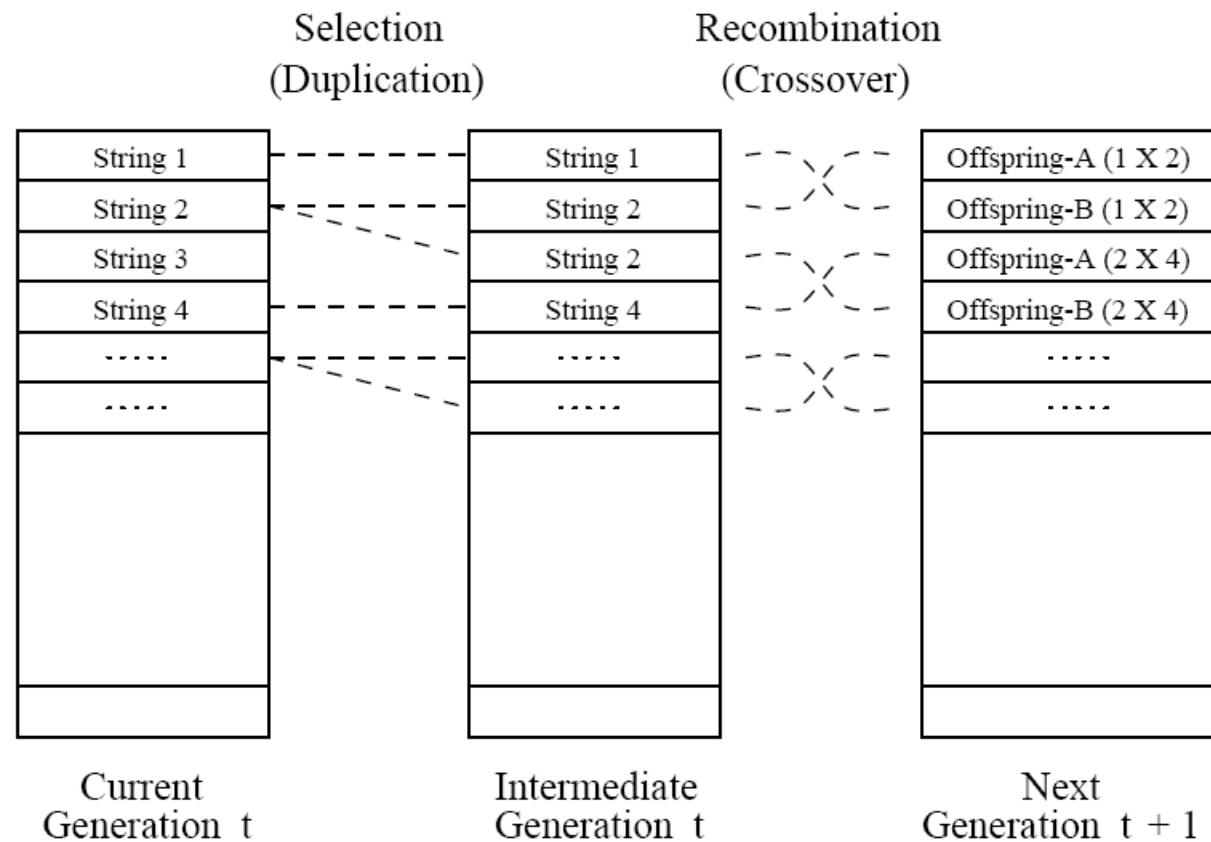 Selection
(Duplication)
Recombination
(Crossover)
String 1
String 2
String 3
String 4
.....
.....
String 1
String 2
String 2
String 4
.....
.....
Offspring-A (1 X 2)
Offspring-B (1 X 2)
Offspring-A (2 X 4)
Offspring-B (2 X 4)
.....
.....
Current
Generation t
Intermediate
Generation t
Next
Generation t + 1